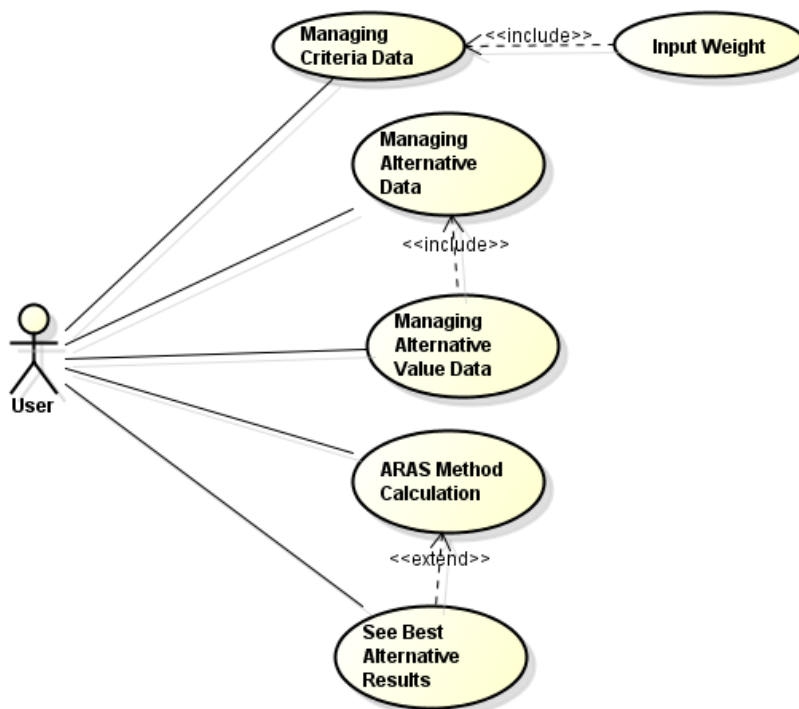 Managing
Criteria Data
<<include>>
Input Weight
Managing
Alternative
Data
<<include>>
Managing
Alternative
Value Data
User
ARAS Method
Calculation
<<extend>>
See Best
Alternative
Results